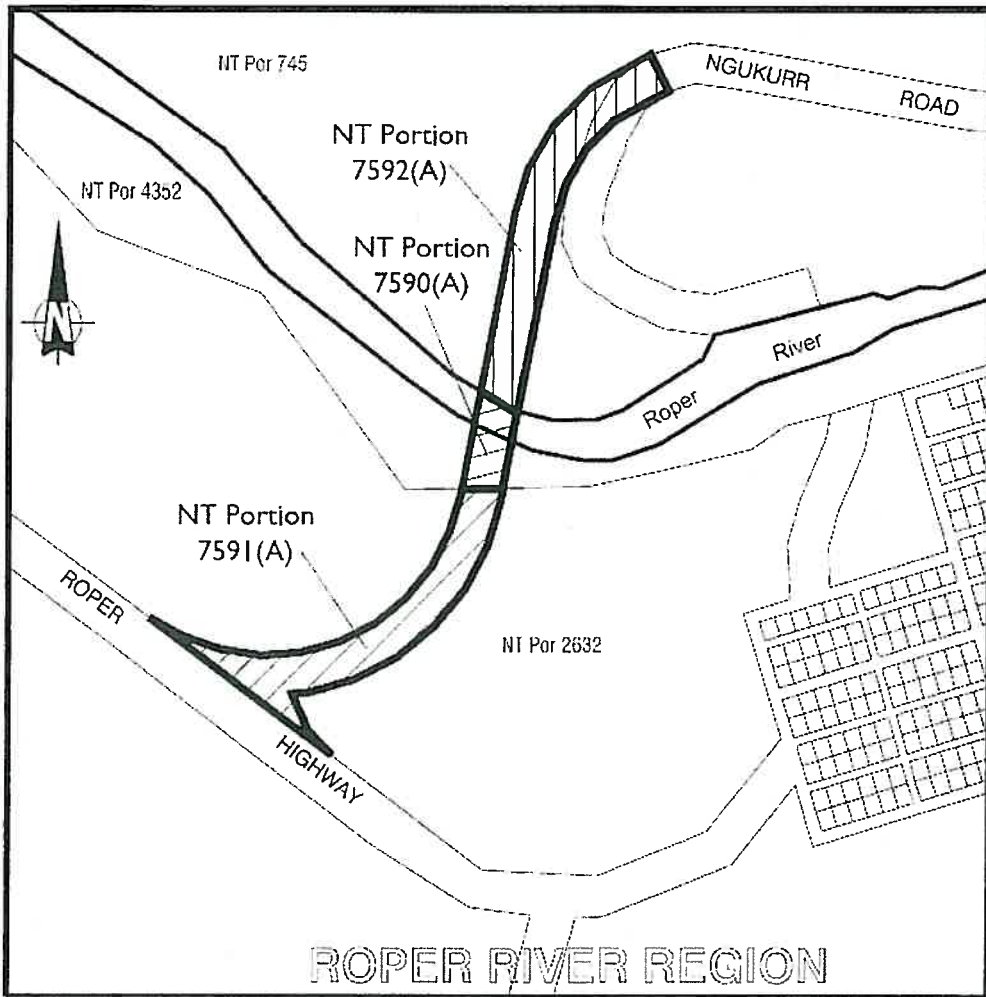 NT Por 745
NGUKURR
ROAD
NT Portion
7592(A)
NT Por 4352
NT Portion
7590(A)
N
River
Roper
NT Portion
7591(A)
ROPER
NT Por 2632
HIGHWAY
ROPER RIVER REGION